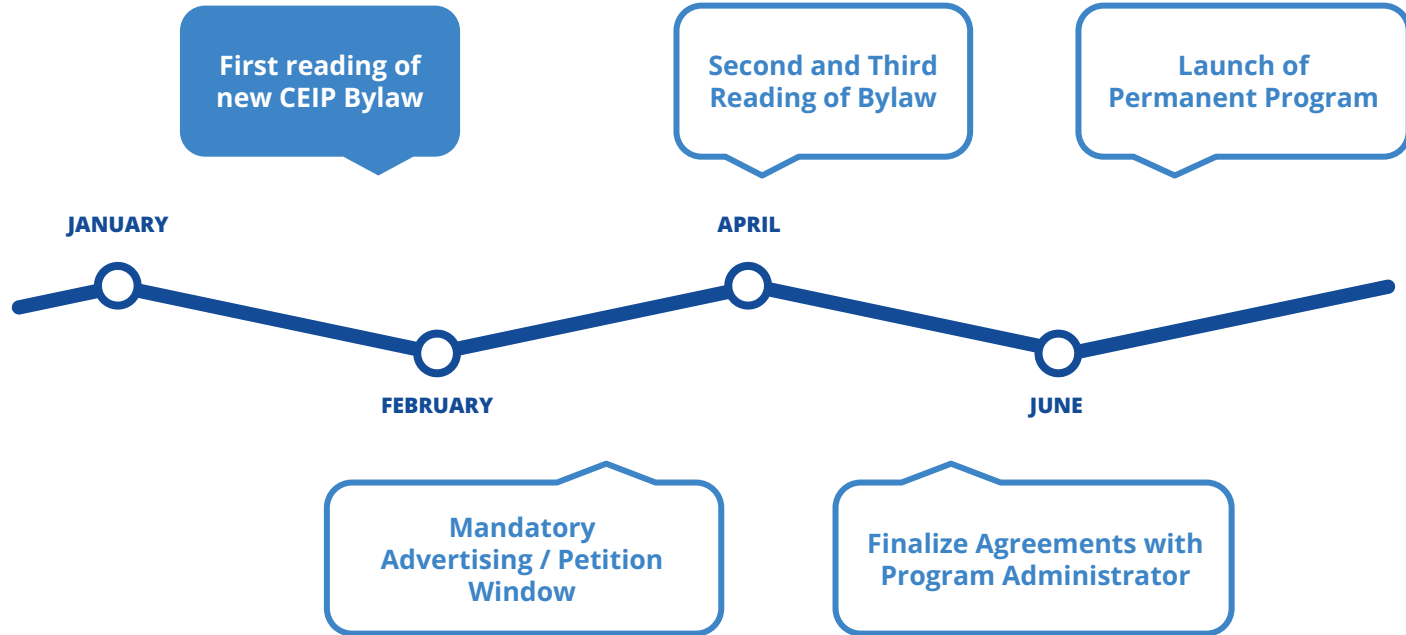 First reading of
new CEIP Bylaw
Second and Third
Reading of Bylaw
Launch of
Permanent Program
JANUARY
APRIL
FEBRUARY
JUNE
Mandatory
Advertising / Petition
Window
Finalize Agreements with
Program Administrator